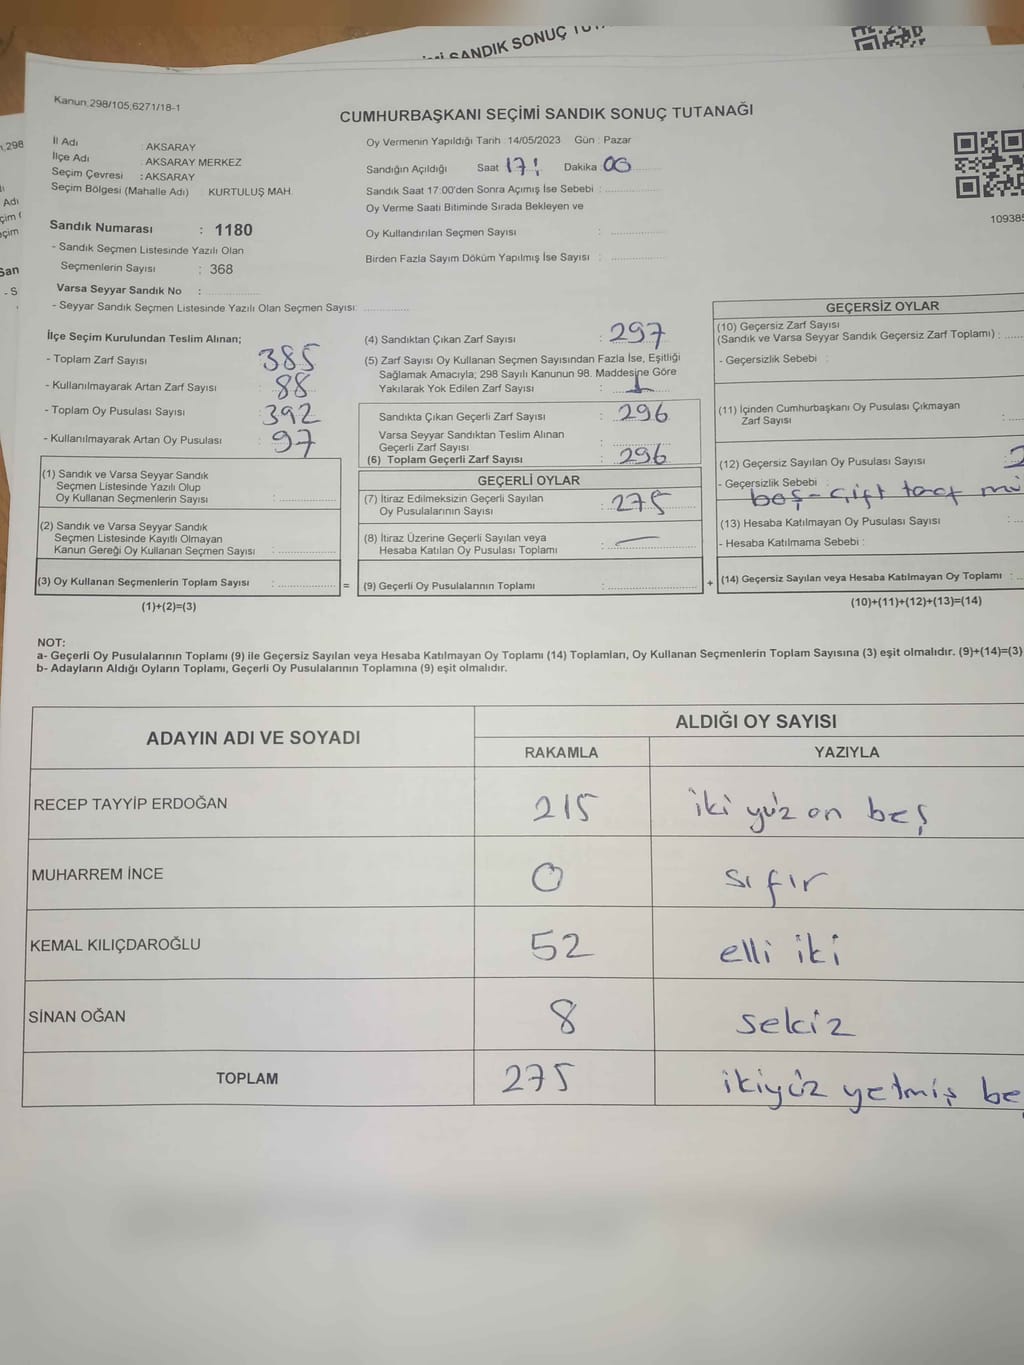 Kanun:298/105;6271/18-1
CUMHURBAŞKANI SEÇİMİ SANDIK SONUÇ TUTANAĞI
İl Adı : AKSARAY
İlçe Adı : AKSARAY MERKEZ
Seçim Çevresi : AKSARAY
Seçim Bölgesi (Mahalle Adı) KURTULUŞ MAH.
Oy Vermenin Yapıldığı Tarih : 14/05/2023 Gün : Pazar
Sandığın Açıldığı Saat 17: Dakika :
Sandık Saat 17:00'den Sonra Açımış İse Sebebi :
Oy Verme Saati Bitiminde Sırada Bekleyen ve
Oy Kullandırılan Seçmen Sayısı :
Birden Fazla Sayım Döküm Yapılmış İse Sayısı :
10938
Sandık Numarası : 1180
- Sandık Seçmen Listesinde Yazılı Olan
Seçmenlerin Sayısı : 368
Varsa Seyyar Sandık No :
- Seyyar Sandık Seçmen Listesinde Yazılı Olan Seçmen Sayısı:
İlçe Seçim Kurulundan Teslim Alınan;
- Toplam Zarf Sayısı : 385
- Kullanılmayarak Artan Zarf Sayısı : 88
- Toplam Oy Pusulası Sayısı : 392
- Kullanılmayarak Artan Oy Pusulası : 97
(1) Sandık ve Varsa Seyyar Sandık
Seçmen Listesinde Yazılı Olup
Oy Kullanan Seçmenlerin Sayısı :
(2) Sandık ve Varsa Seyyar Sandık
Seçmen Listesinde Kayıtlı Olmayan
Kanun Gereği Oy Kullanan Seçmen Sayısı :
(3) Oy Kullanan Seçmenlerin Toplam Sayısı : =
(1)+(2)=(3)
(4) Sandıktan Çıkan Zarf Sayısı : 297
(5) Zarf Sayısı Oy Kullanan Seçmen Sayısından Fazla İse, Eşitliği
Sağlamak Amacıyla; 298 Sayılı Kanunun 98. Maddesine Göre
Yakılarak Yok Edilen Zarf Sayısı : 1
Sandıkta Çıkan Geçerli Zarf Sayısı : 296
Varsa Seyyar Sandıktan Teslim Alınan
Geçerli Zarf Sayısı :
(6) Toplam Geçerli Zarf Sayısı : 296
GEÇERLİ OYLAR
(7) İtiraz Edilmeksizin Geçerli Sayılan
Oy Pusulalarının Sayısı : 275
(8) İtiraz Üzerine Geçerli Sayılan veya
Hesaba Katılan Oy Pusulası Toplamı : —
(9) Geçerli Oy Pusulalarının Toplamı : +
GEÇERSİZ OYLAR
(10) Geçersiz Zarf Sayısı
(Sandık ve Varsa Seyyar Sandık Geçersiz Zarf Toplamı) :
- Geçersizlik Sebebi :
(11) İçinden Cumhurbaşkanı Oy Pusulası Çıkmayan
Zarf Sayısı :
(12) Geçersiz Sayılan Oy Pusulası Sayısı : 2
- Geçersizlik Sebebi :
boş - çift
(13) Hesaba Katılmayan Oy Pusulası Sayısı :
- Hesaba Katılmama Sebebi :
(14) Geçersiz Sayılan veya Hesaba Katılmayan Oy Toplamı :
(10)+(11)+(12)+(13)=(14)
NOT:
a- Geçerli Oy Pusulalarının Toplamı (9) ile Geçersiz Sayılan veya Hesaba Katılmayan Oy Toplamı (14) Toplamları, Oy Kullanan Seçmenlerin Toplam Sayısına (3) eşit olmalıdır. (9)+(14)=(3)
b- Adayların Aldığı Oyların Toplamı, Geçerli Oy Pusulalarının Toplamına (9) eşit olmalıdır.
ADAYIN ADI VE SOYADI ALDIĞI OY SAYISI
RAKAMLA YAZIYLA
RECEP TAYYİP ERDOĞAN 215 iki yüz on beş
MUHARREM İNCE 0 sıfır
KEMAL KILIÇDAROĞLU 52 elli iki
SİNAN OĞAN 8 sekiz
TOPLAM 275 ikiyüz yetmiş be